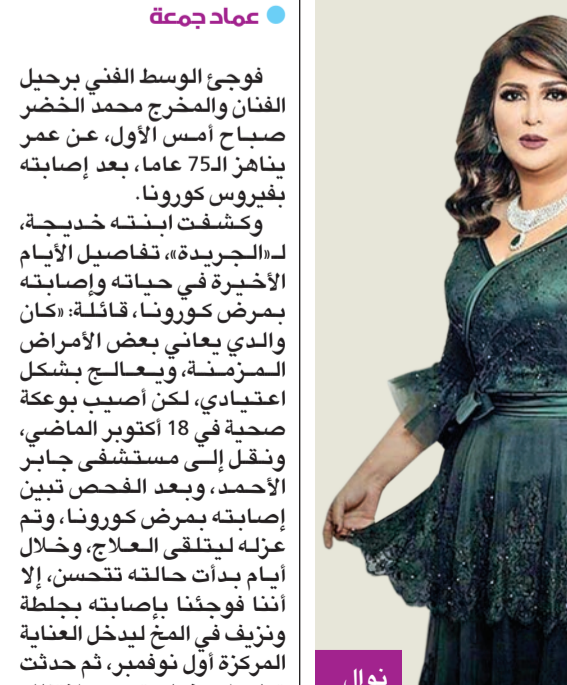 عماد جمعة
فوجئ الوسط الفني برحيل
الفنان والمخرج محمد الخضر
صباح أمس الأول، عن عمر
يناهز الـ75 عاما، بعد إصابته
بفيروس كورونا.
وكشفت ابنته خديجة،
لـ«الجريدة»، تفاصيل الأيام
الأخيرة في حياته وإصابته
بمرض كورونا، قائلة: «كان
والدي يعاني بعض الأمراض
المزمنة، ويعالج بشكل
اعتيادي، لكن أصيب بوعكة
صحية في 18 أكتوبر الماضي،
ونقل إلى مستشفى جابر
الأحمد، وبعد الفحص تبين
إصابته بمرض كورونا، وتم
عزله ليتلقى العلاج، وخلال
أيام بدأت حالته تتحسن، إلا
أننا فوجئنا بإصابته بجلطة
ونزيف في المخ ليدخل العناية
المركزة أول نوفمبر، ثم حدثت
نوال